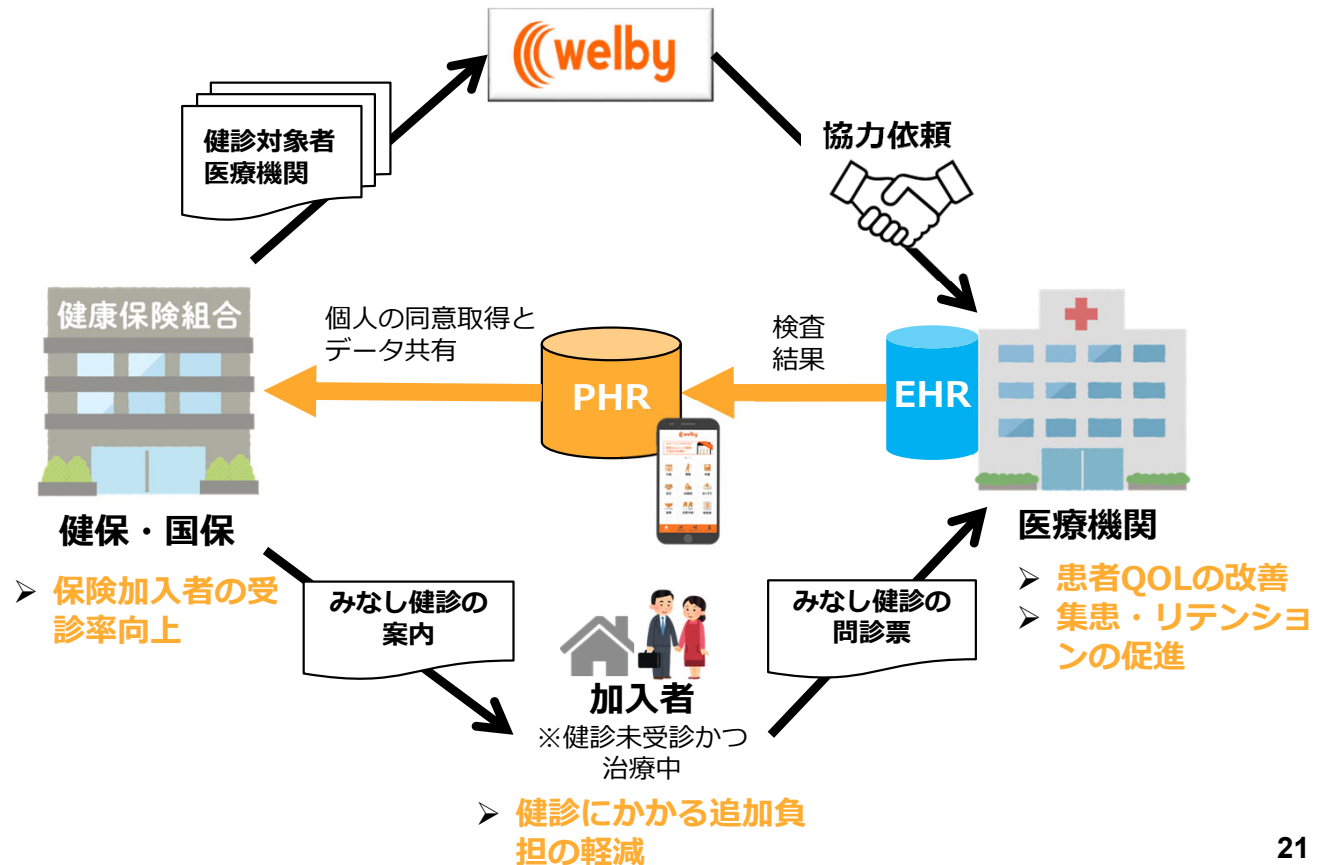 welby
健診対象者
医療機関
協力依頼
健康保険組合
個人の同意取得と
データ共有
PHR
検査
結果
EHR
welby
健保・国保
➢ 保険加入者の受
診率向上
みなし健診の
案内
加入者
※健診未受診かつ
治療中
➢ 健診にかかる追加負
担の軽減
みなし健診の
問診票
医療機関
➢ 患者QOLの改善
➢ 集患・リテンショ
ンの促進
21